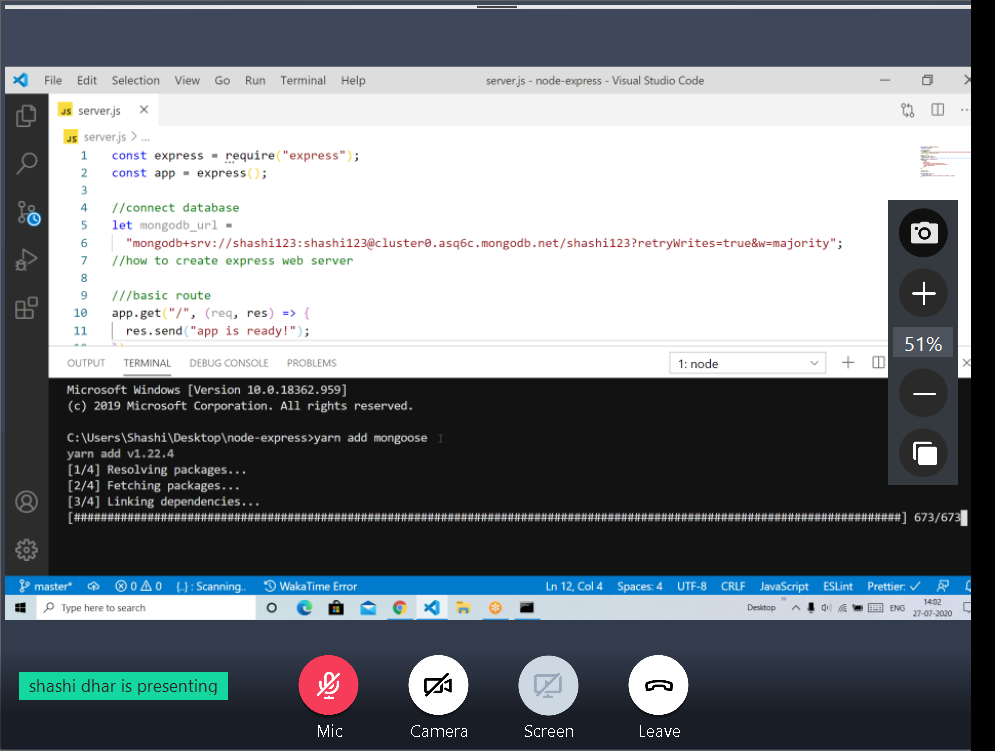 File Edit Selection View Go Run Terminal Help server.js - node-express - Visual Studio Code
JS server.js
JS server.js > ...
1 const express = require("express");
2 const app = express();
3
4 //connect database
5 let mongodb_url =
6 "mongodb+srv://shashi123:shashi123@cluster0.asq6c.mongodb.net/shashi123?retryWrites=true&w=majority";
7 //how to create express web server
8
9 ///basic route
10 app.get("/", (req, res) => {
11 res.send("app is ready!");
51%
OUTPUT TERMINAL DEBUG CONSOLE PROBLEMS 1: node
Microsoft Windows [Version 10.0.18362.959]
(c) 2019 Microsoft Corporation. All rights reserved.
C:\Users\Shashi\Desktop\node-express>yarn add mongoose
yarn add v1.22.4
[1/4] Resolving packages...
[2/4] Fetching packages...
[3/4] Linking dependencies...
[############################################################################################################################] 673/673
master* 0 0 {..} : Scanning.. WakaTime Error Ln 12, Col 4 Spaces: 4 UTF-8 CRLF JavaScript ESLint Prettier: ✓
Type here to search Desktop ENG 14:02
27-07-2020
shashi dhar is presenting
Mic Camera Screen Leave